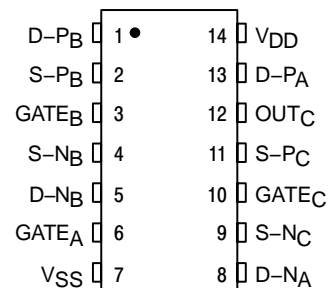 D–PB 1 14 VDD
S–PB 2 13 D–PA
GATEB 3 12 OUTC
S–NB 4 11 S–PC
D–NB 5 10 GATEC
GATEA 6 9 S–NC
VSS 7 8 D–NA